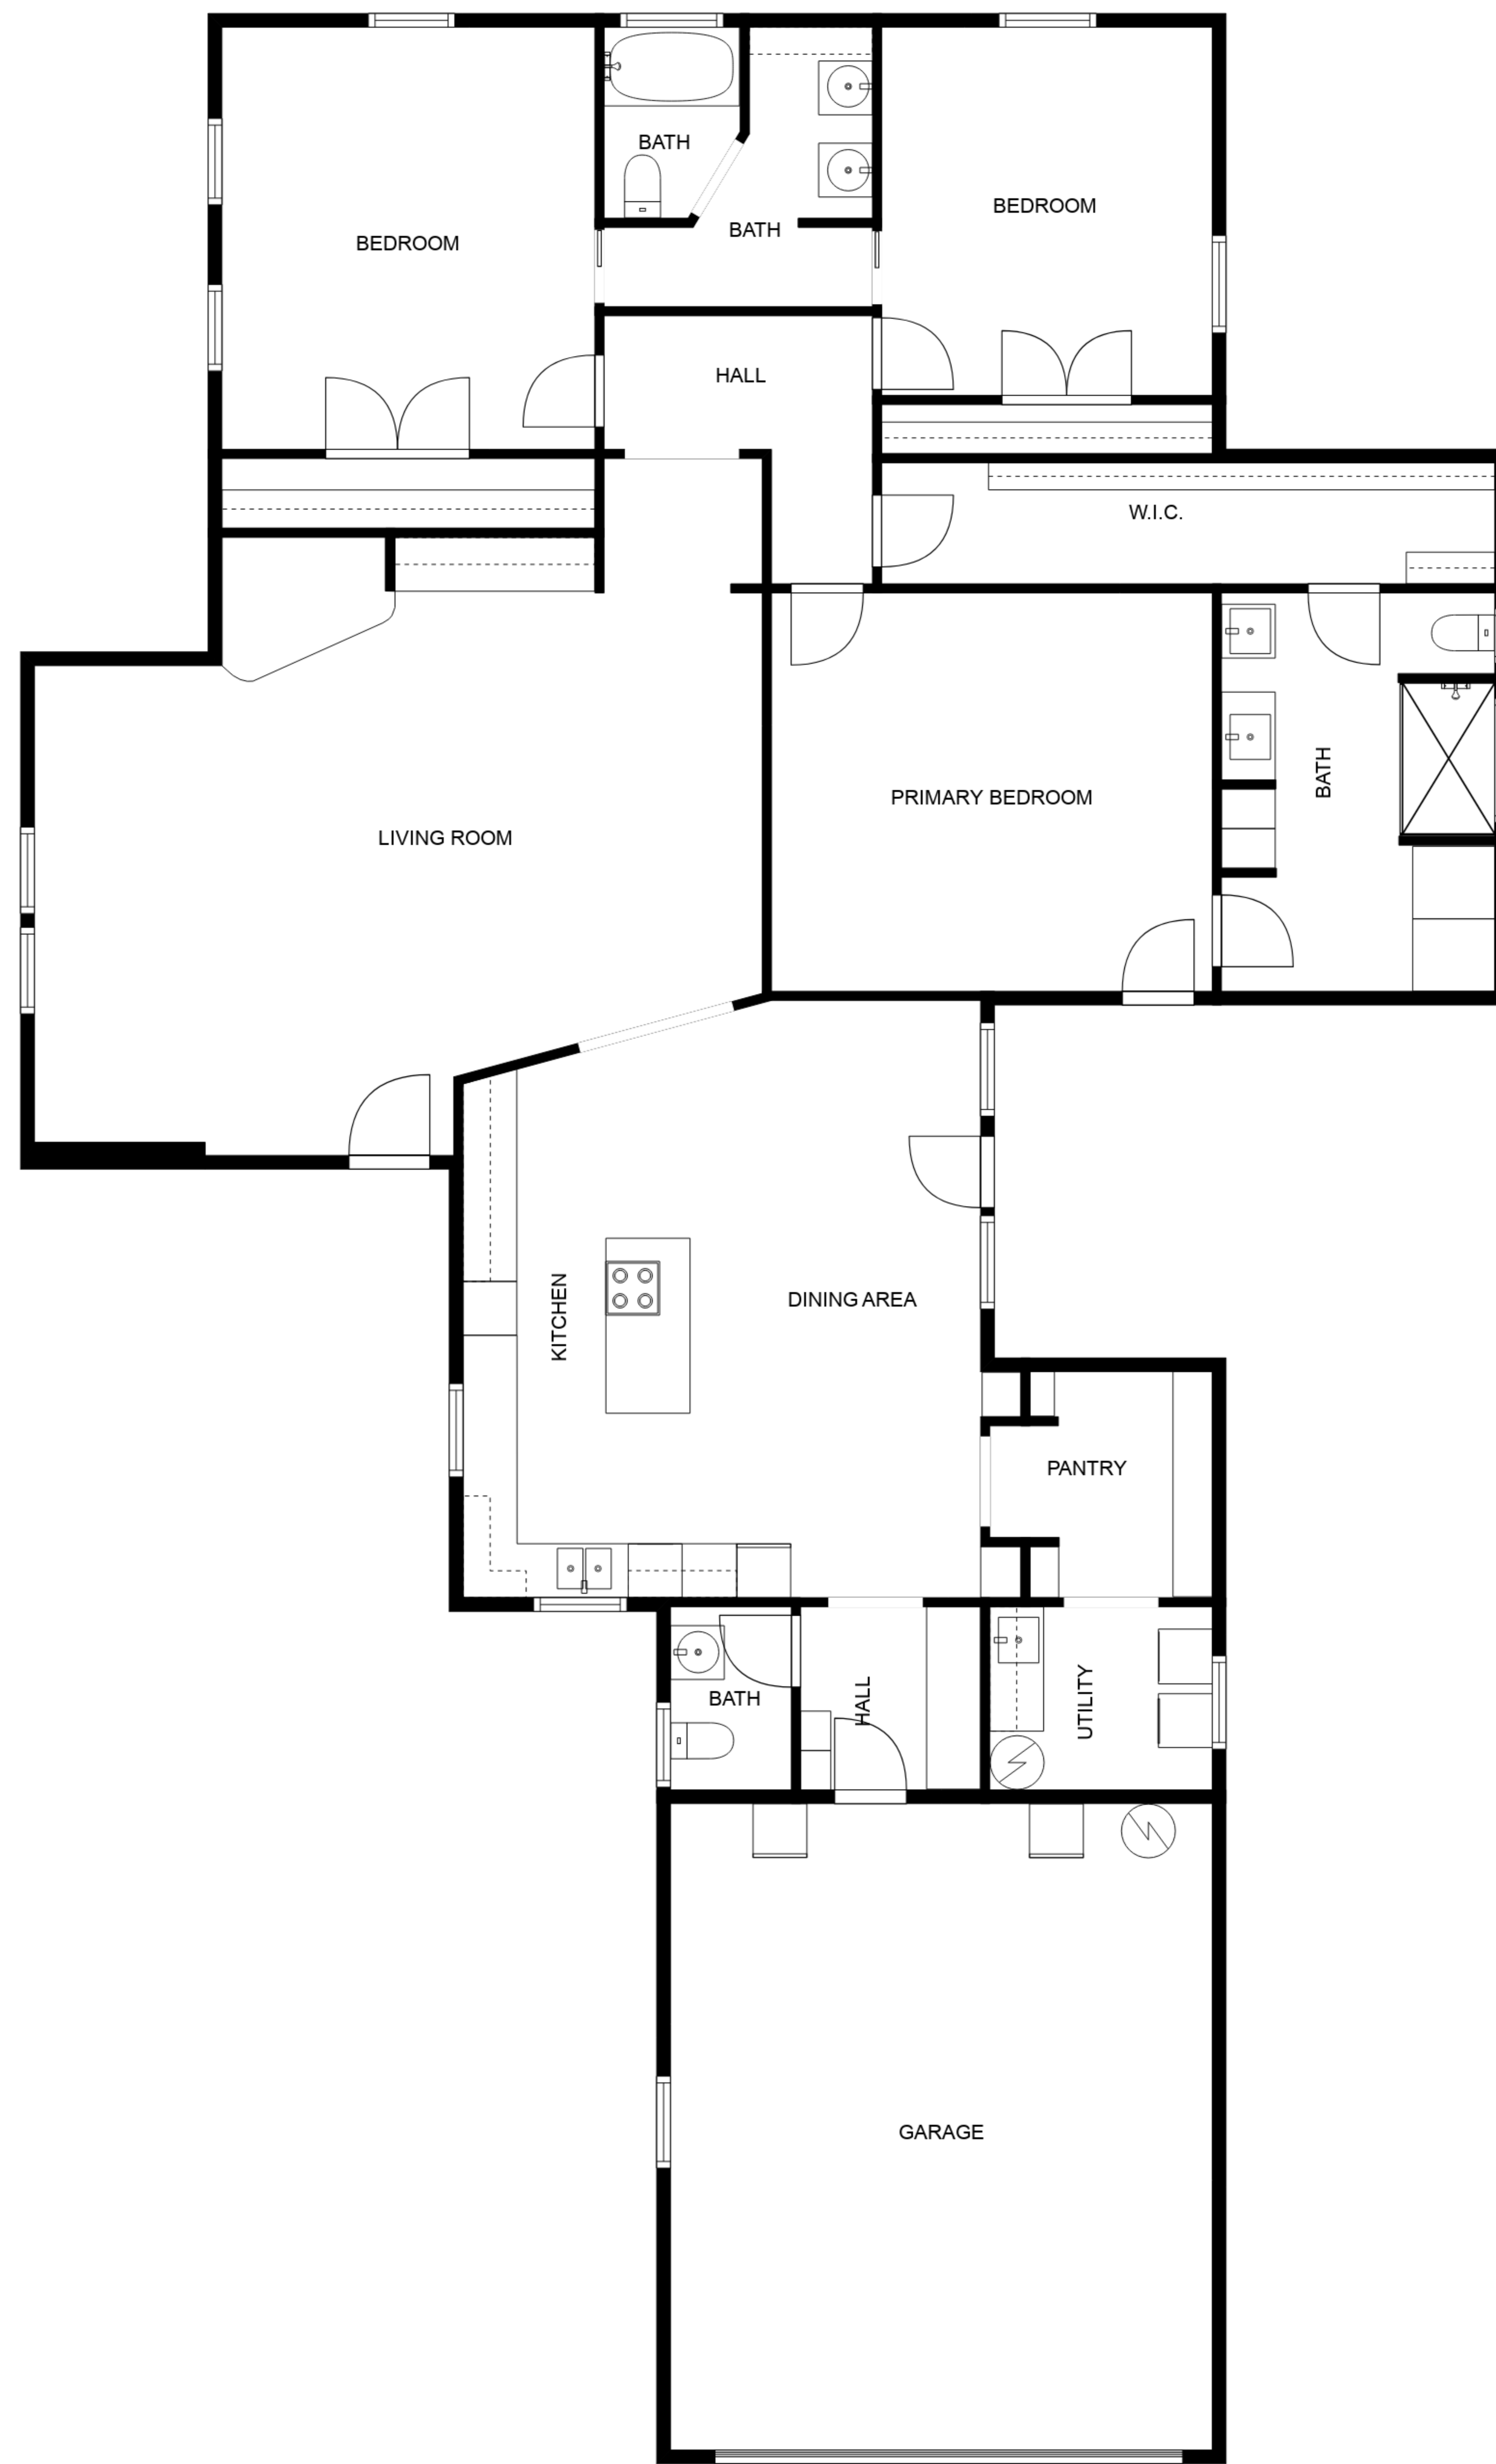 BATH
BEDROOM
BATH
BEDROOM
HALL
W.I.C.
BATH
PRIMARY BEDROOM
LIVING ROOM
KITCHEN
DINING AREA
PANTRY
BATH
HALL
UTILITY
GARAGE